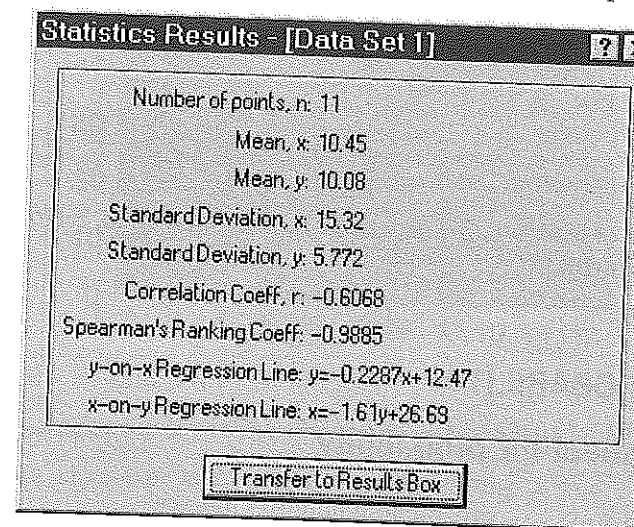 Statistics Results - [Data Set 1]
?
Number of points, n: 11
Mean, x: 10.45
Mean, y: 10.08
Standard Deviation, x: 15.32
Standard Deviation, y: 5.772
Correlation Coeff, r: -0.6068
Spearman's Ranking Coeff: -0.9885
y-on-x Regression Line: y=-0.2287x+12.47
x-on-y Regression Line: x=-1.61y+26.69
Transfer to Results Box